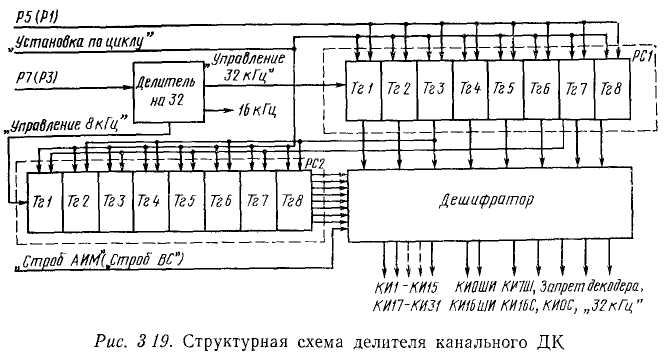 Р5(Р1)
„Установка по циклу"
Р7(Р3)
Делитель на 32
„Управление 32 кГц"
16 кГц
РС1
Тг1 Тг2 Тг3 Тг4 Тг5 Тг6 Тг7 Тг8
„Управление 8 кГц"
РС2
Тг1 Тг2 Тг3 Тг4 Тг5 Тг6 Тг7 Тг8
Дешифратор
„Строб АИМ"(„Строб ВС")
КИ1-КИ15 КИ0ШИ КИ1Ш, Запрет декодера,
КИ17-КИ31 КИ16ШИ КИ16С, КИ0С, „32 кГц"
Рис. 3 19. Структурная схема делителя канального ДК